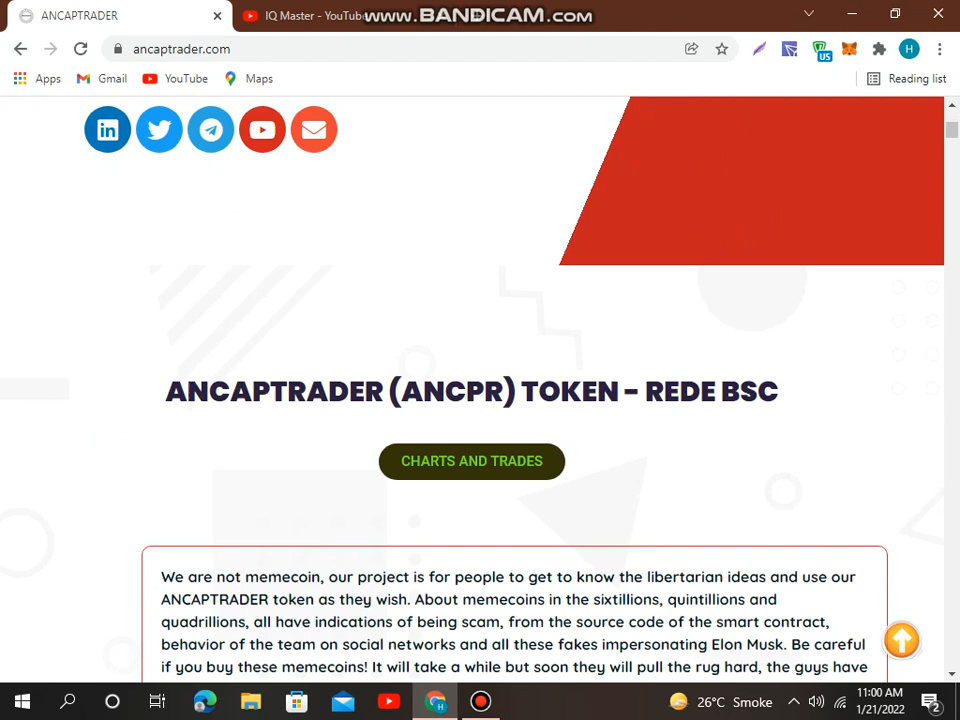 ANCAPTRADER
IQ Master - YouTube
www.BANDICAM.com
ancaptrader.com
US
H
Apps
Gmail
YouTube
Maps
Reading list
ANCAPTRADER (ANCPR) TOKEN - REDE BSC
CHARTS AND TRADES
We are not memecoin, our project is for people to get to know the libertarian ideas and use our
ANCAPTRADER token as they wish. About memecoins in the sixtillions, quintillions and
quadrillions, all have indications of being scam, from the source code of the smart contract,
behavior of the team on social networks and all these fakes impersonating Elon Musk. Be careful
if you buy these memecoins! It will take a while but soon they will pull the rug hard, the guys have
26°C Smoke
11:00 AM
1/21/2022
2